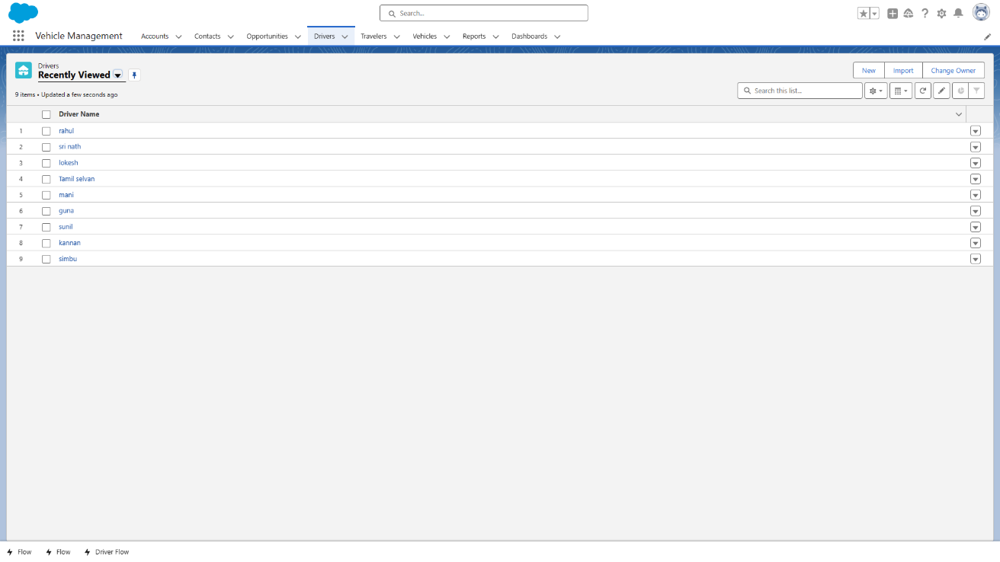 Search...
Vehicle Management
Accounts
Contacts
Opportunities
Drivers
Travelers
Vehicles
Reports
Dashboards
Drivers
Recently Viewed
New
Import
Change Owner
9 items • Updated a few seconds ago
Search this list...
Driver Name
1 rahul
2 sri nath
3 lokesh
4 Tamil selvan
5 mani
6 guna
7 sunil
8 kannan
9 simbu
Flow
Flow
Driver Flow